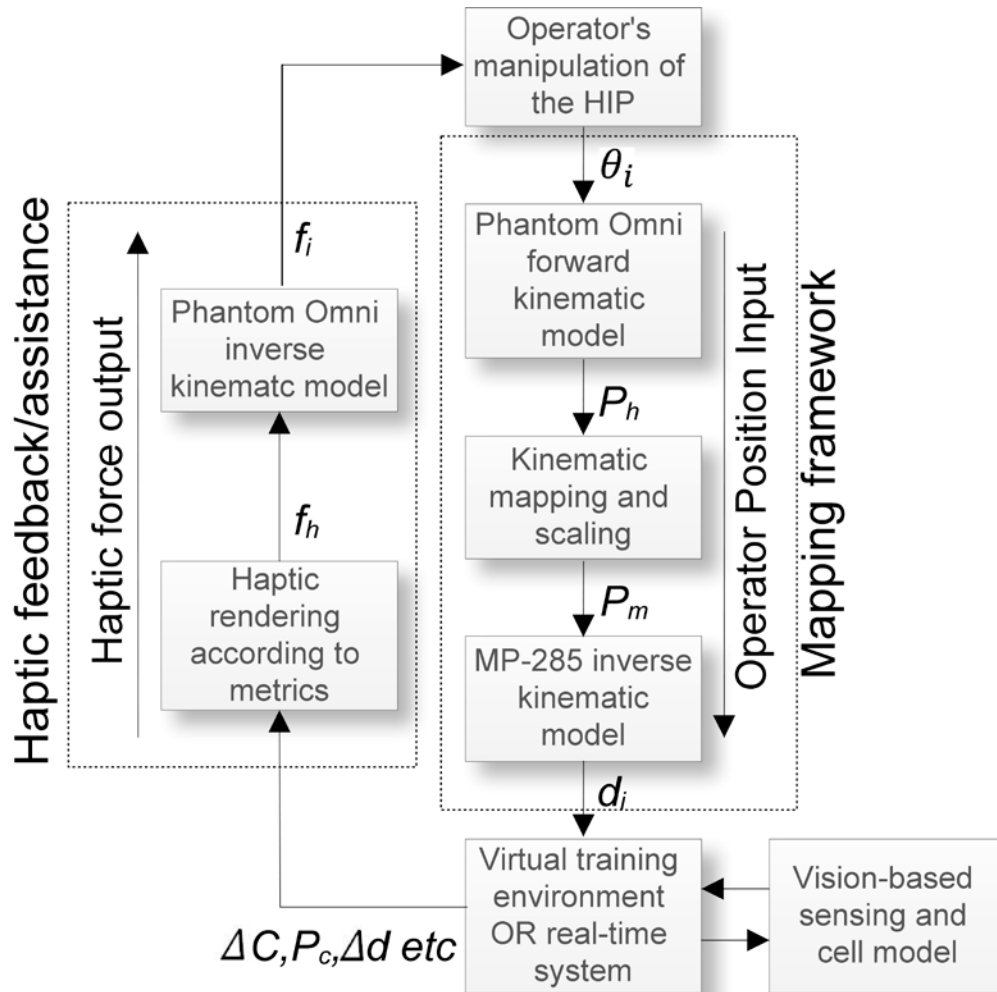 Operator's
manipulation of
the HIP
θi
Phantom Omni
forward
kinematic
model
Ph
Kinematic
mapping and
scaling
Pm
MP-285 inverse
kinematic
model
di
Operator Position Input
Mapping framework
Virtual training
environment
OR real-time
system
Vision-based
sensing and
cell model
ΔC,Pc,Δd etc
Haptic
rendering
according to
metrics
fh
Phantom Omni
inverse
kinematc model
fi
Haptic force output
Haptic feedback/assistance